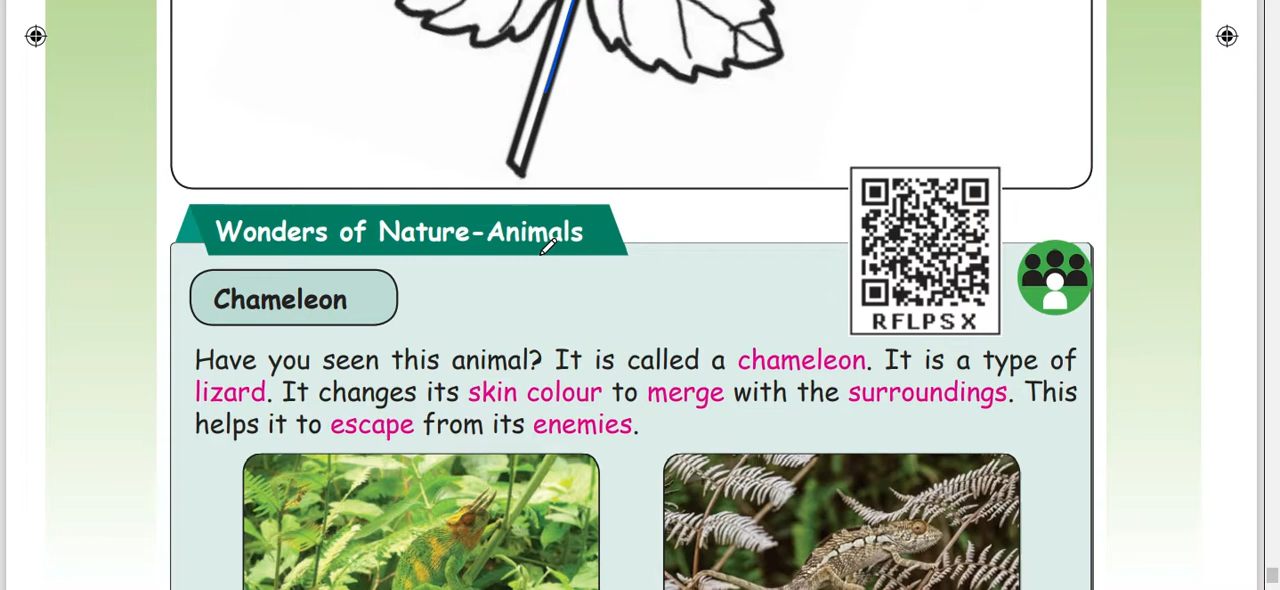 Wonders of Nature-Animals
RFLPSX
Chameleon
Have you seen this animal? It is called a chameleon. It is a type of
lizard. It changes its skin colour to merge with the surroundings. This
helps it to escape from its enemies.